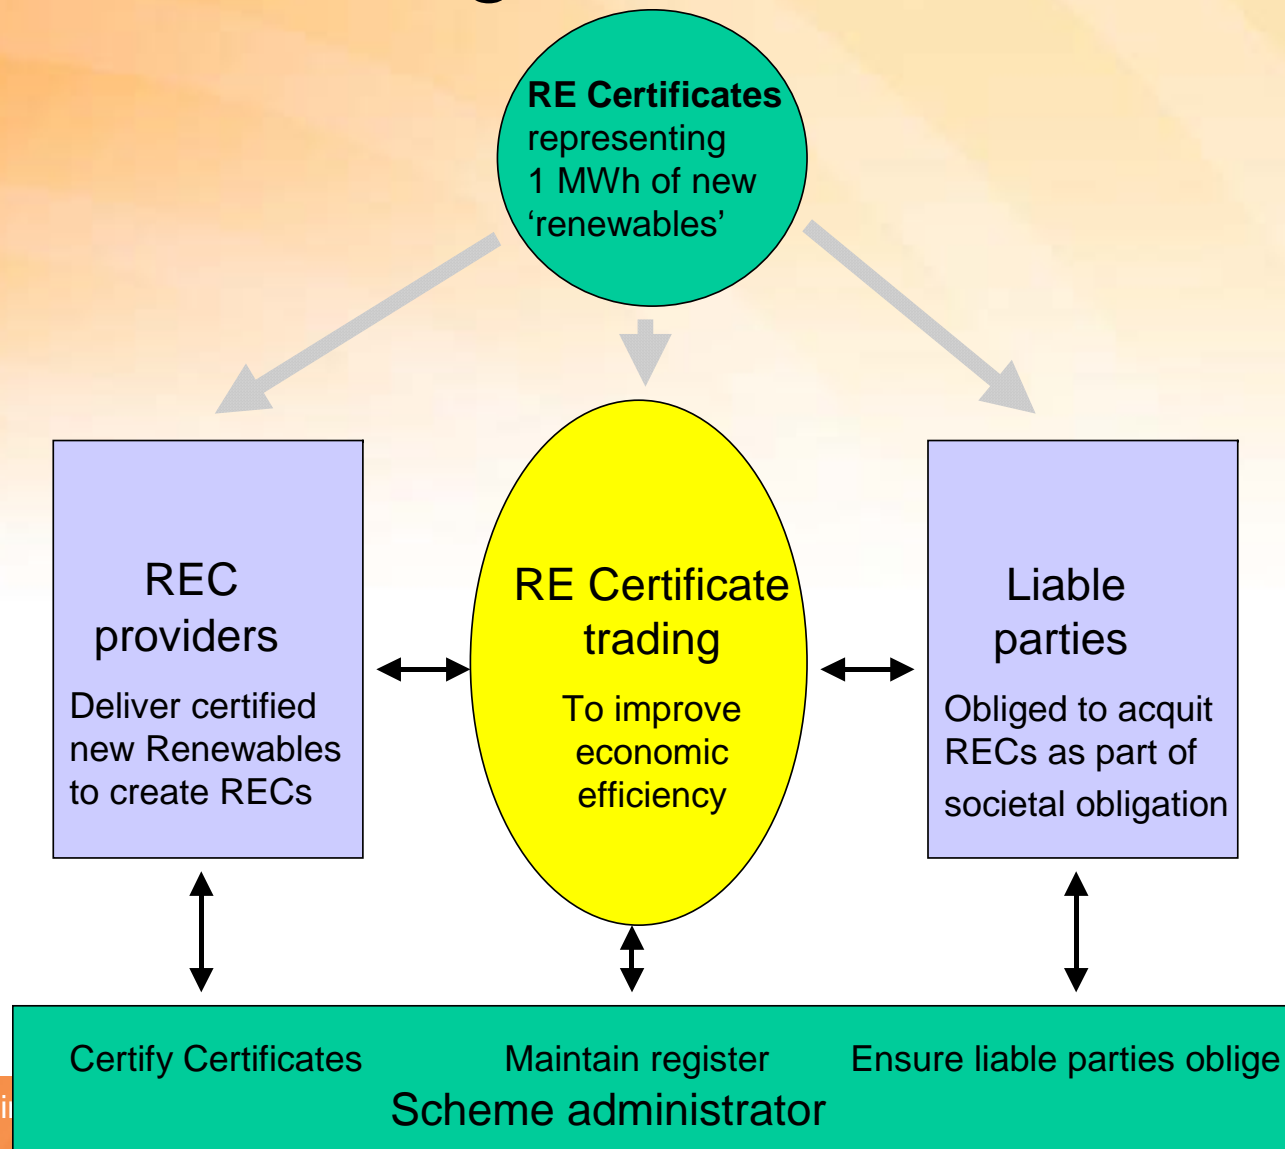 RE Certificates
representing
1 MWh of new
‘renewables’
REC
providers
Deliver certified
new Renewables
to create RECs
RE Certificate
trading
To improve
economic
efficiency
Liable
parties
Obliged to acquit
RECs as part of
societal obligation
Certify Certificates
Maintain register
Ensure liable parties oblige
Scheme administrator